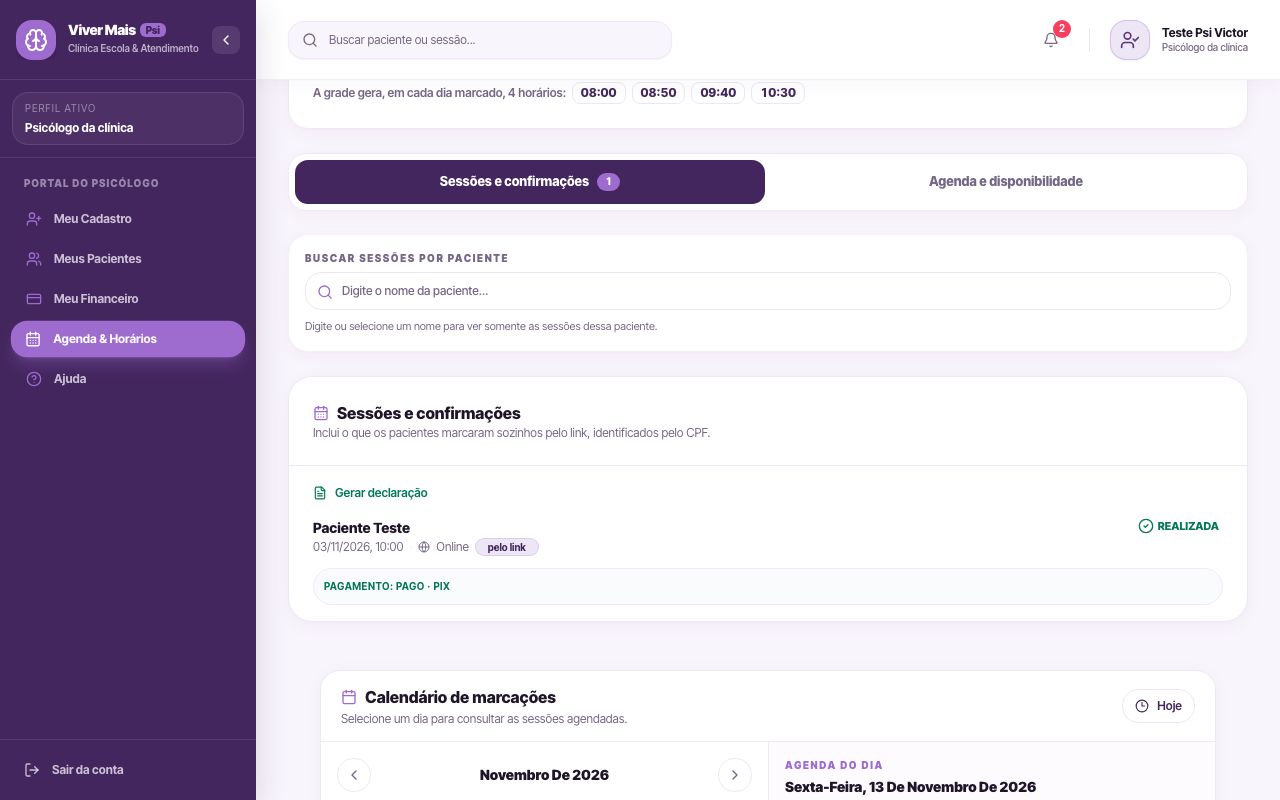 Viver Mais Psi
Clínica Escola & Atendimento
PERFIL ATIVO
Psicólogo da clínica
PORTAL DO PSICÓLOGO
Meu Cadastro
Meus Pacientes
Meu Financeiro
Agenda & Horários
Ajuda
Sair da conta
Buscar paciente ou sessão...
2
Teste Psi Victor
Psicólogo da clínica
A grade gera, em cada dia marcado, 4 horários: 08:00 08:50 09:40 10:30
Sessões e confirmações 1
Agenda e disponibilidade
BUSCAR SESSÕES POR PACIENTE
Digite o nome da paciente...
Digite ou selecione um nome para ver somente as sessões dessa paciente.
Sessões e confirmações
Inclui o que os pacientes marcaram sozinhos pelo link, identificados pelo CPF.
Gerar declaração
Paciente Teste
REALIZADA
03/11/2026, 10:00 Online pelo link
PAGAMENTO: PAGO · PIX
Calendário de marcações
Selecione um dia para consultar as sessões agendadas.
Hoje
Novembro De 2026
AGENDA DO DIA
Sexta-Feira, 13 De Novembro De 2026